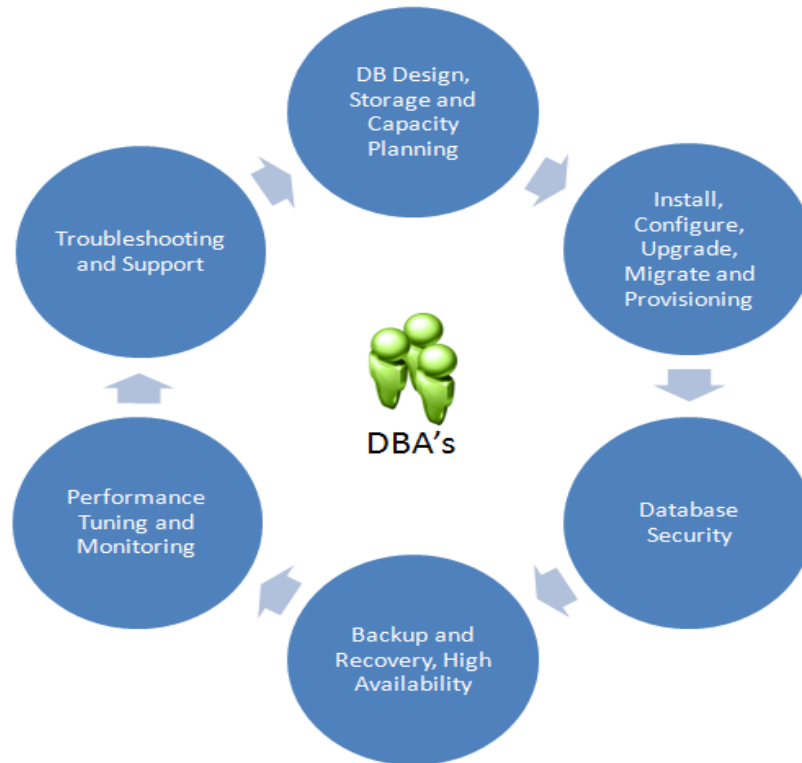 DB Design,
Storage and
Capacity
Planning
Install,
Configure,
Upgrade,
Migrate and
Provisioning
Database
Security
Backup and
Recovery, High
Availability
Performance
Tuning and
Monitoring
Troubleshooting
and Support
DBA's